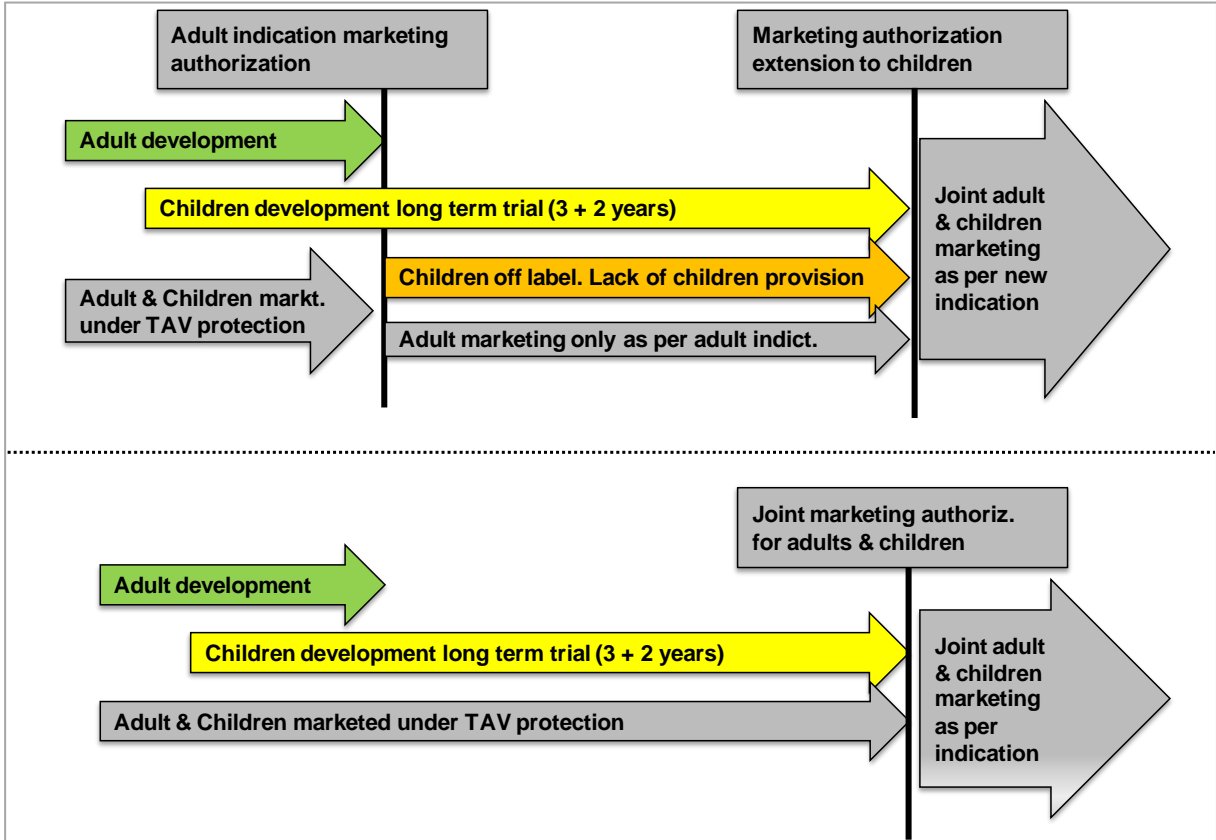 Adult indication marketing
authorization
Marketing authorization
extension to children
Adult development
Children development long term trial (3 + 2 years)
Children off label. Lack of children provision
Adult & Children markt.
under TAV protection
Adult marketing only as per adult indict.
Joint adult
& children
marketing
as per new
indication
Joint marketing authoriz.
for adults & children
Adult development
Children development long term trial (3 + 2 years)
Adult & Children marketed under TAV protection
Joint adult
& children
marketing
as per
indication